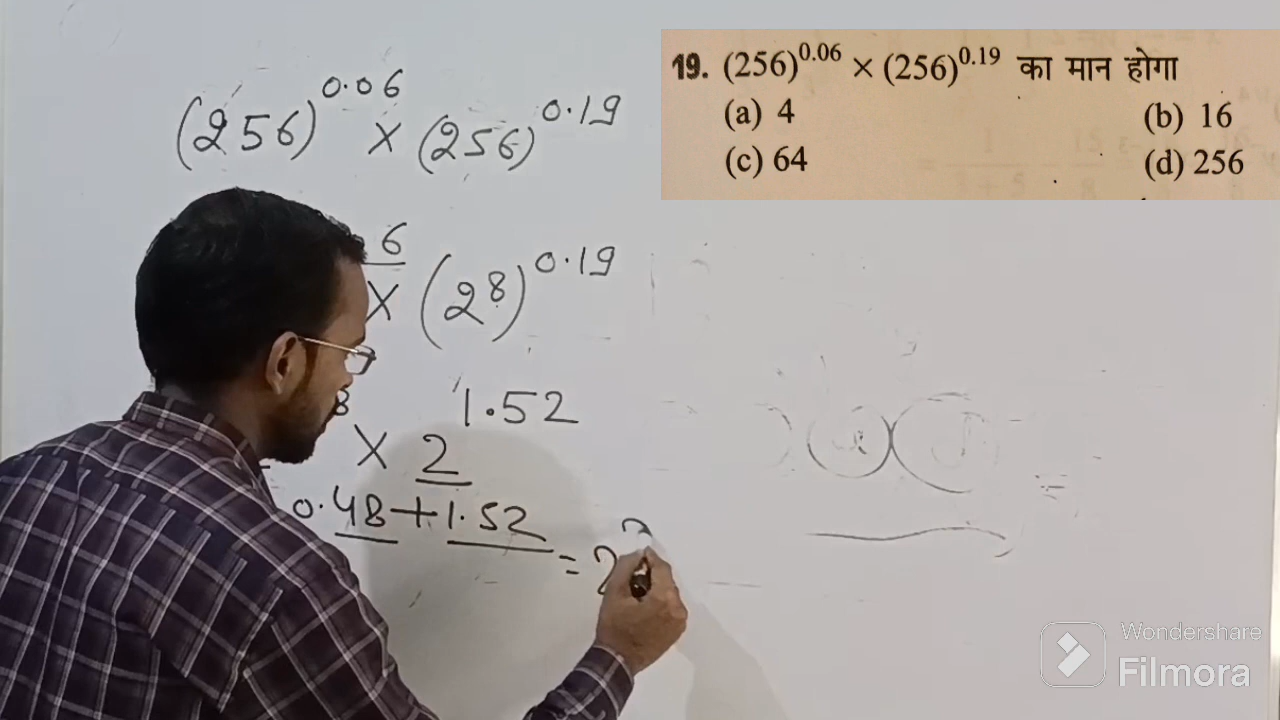 (256)^0.06 × (256)^0.19
6
× (2^8)^0.19
8 1.52
× 2
0.48+1.52
= 2
19. (256)^0.06 × (256)^0.19 का मान होगा
(a) 4 (b) 16
(c) 64 (d) 256
Wondershare
Filmora